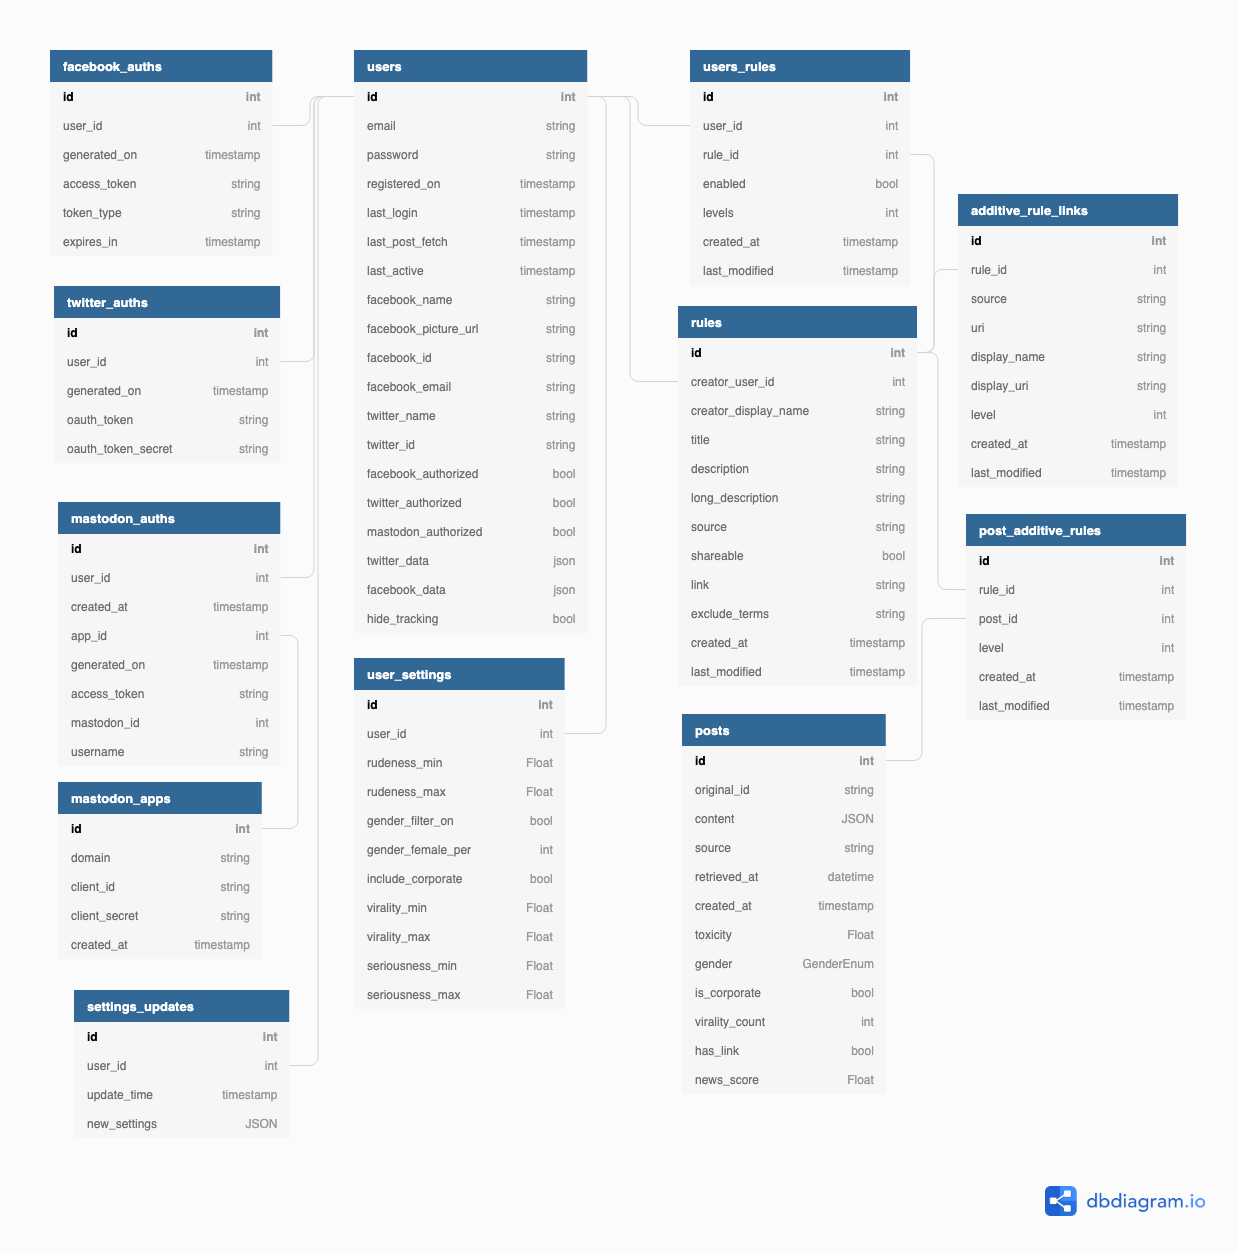 facebook_auths
id int
user_id int
generated_on timestamp
access_token string
token_type string
expires_in timestamp
twitter_auths
id int
user_id int
generated_on timestamp
oauth_token string
oauth_token_secret string
mastodon_auths
id int
user_id int
created_at timestamp
app_id int
generated_on timestamp
access_token string
mastodon_id int
username string
mastodon_apps
id int
domain string
client_id string
client_secret string
created_at timestamp
settings_updates
id int
user_id int
update_time timestamp
new_settings JSON
users
id int
email string
password string
registered_on timestamp
last_login timestamp
last_post_fetch timestamp
last_active timestamp
facebook_name string
facebook_picture_url string
facebook_id string
facebook_email string
twitter_name string
twitter_id string
facebook_authorized bool
twitter_authorized bool
mastodon_authorized bool
twitter_data json
facebook_data json
hide_tracking bool
user_settings
id int
user_id int
rudeness_min Float
rudeness_max Float
gender_filter_on bool
gender_female_per int
include_corporate bool
virality_min Float
virality_max Float
seriousness_min Float
seriousness_max Float
users_rules
id int
user_id int
rule_id int
enabled bool
levels int
created_at timestamp
last_modified timestamp
rules
id int
creator_user_id int
creator_display_name string
title string
description string
long_description string
source string
shareable bool
link string
exclude_terms string
created_at timestamp
last_modified timestamp
posts
id int
original_id string
content JSON
source string
retrieved_at datetime
created_at timestamp
toxicity Float
gender GenderEnum
is_corporate bool
virality_count int
has_link bool
news_score Float
additive_rule_links
id int
rule_id int
source string
uri string
display_name string
display_uri string
level int
created_at timestamp
last_modified timestamp
post_additive_rules
id int
rule_id int
post_id int
level int
created_at timestamp
last_modified timestamp
dbdiagram.io